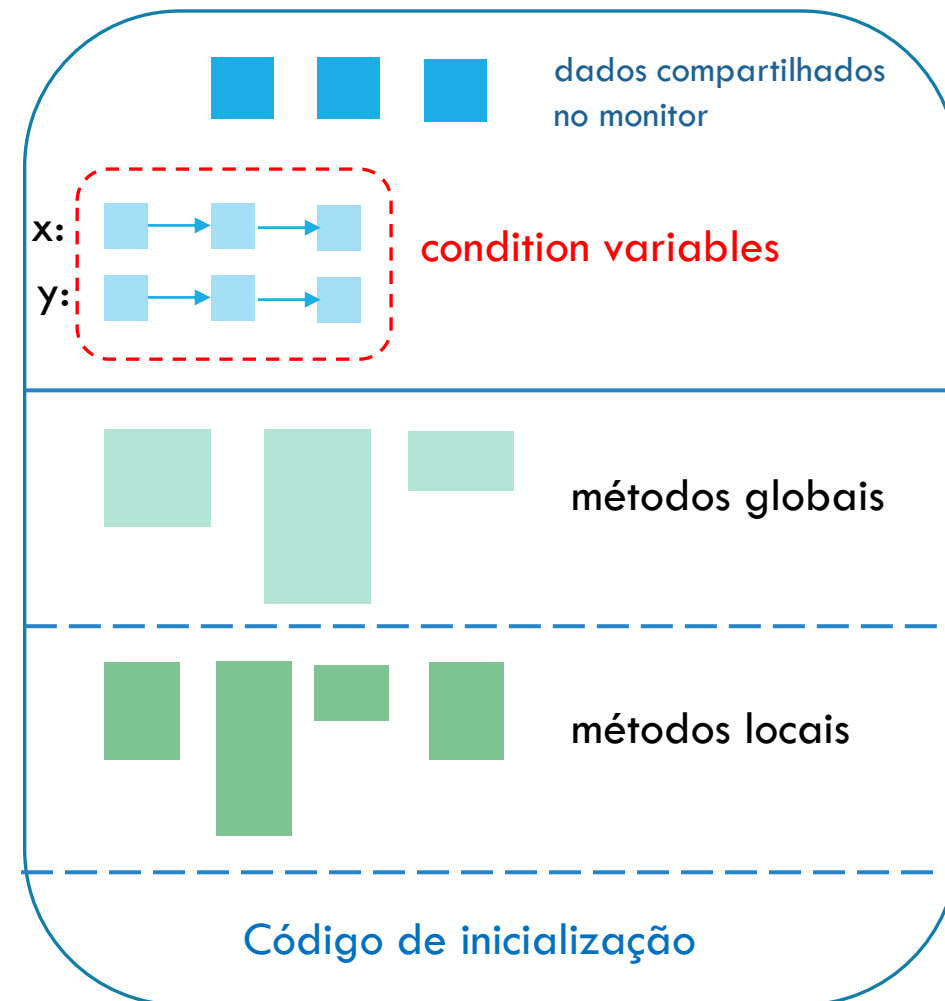 dados compartilhados
no monitor
x:
condition variables
y:
métodos globais
métodos locais
Código de inicialização